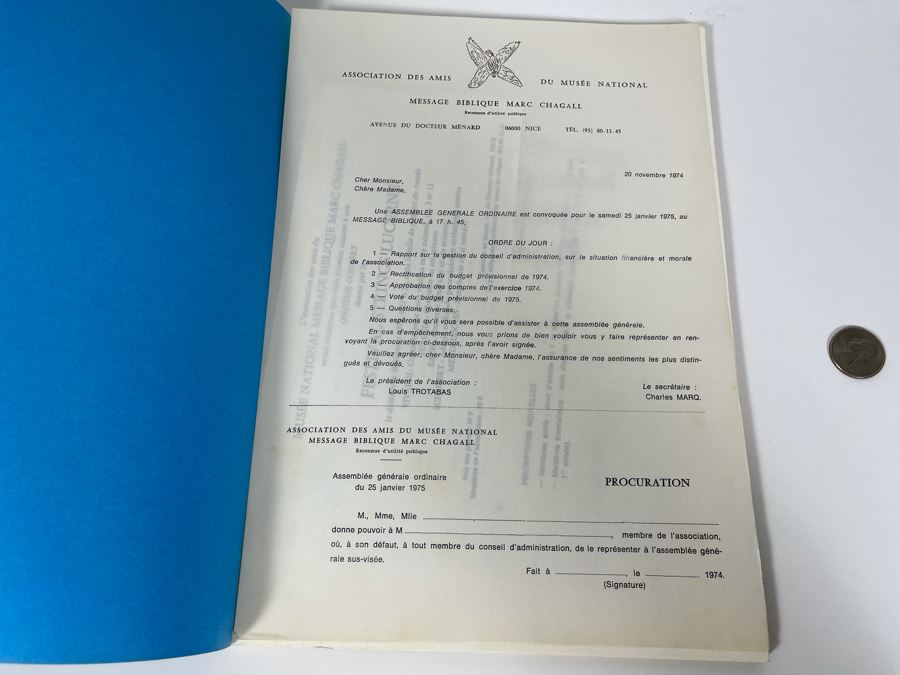 ASSOCIATION DES AMIS DU MUSÉE NATIONAL
MESSAGE BIBLIQUE MARC CHAGALL
Reconnue d'utilité publique
AVENUE DU DOCTEUR MÉNARD 06000 NICE TÉL. (93) 80.11.45
20 novembre 1974
Cher Monsieur,
Chère Madame,
Une ASSEMBLEE GENERALE ORDINAIRE est convoquée pour le samedi 25 janvier 1975, au
MESSAGE BIBLIQUE, à 17 h. 45.
ORDRE DU JOUR :
1 — Rapport sur la gestion du conseil d'administration, sur la situation financière et morale
de l'association.
2 — Rectification du budget prévisionnel de 1974.
3 — Approbation des comptes de l'exercice 1974.
4 — Vote du budget prévisionnel de 1975.
5 — Questions diverses.
Nous espérons qu'il vous sera possible d'assister à cette assemblée générale.
En cas d'empêchement, nous vous prions de bien vouloir vous y faire représenter en ren-
voyant la procuration ci-dessous, après l'avoir signée.
Veuillez agréer, cher Monsieur, chère Madame, l'assurance de nos sentiments les plus distin-
gués et dévoués.
Le président de l'association :
Louis TROTABAS
Le secrétaire :
Charles MARQ.
ASSOCIATION DES AMIS DU MUSÉE NATIONAL
MESSAGE BIBLIQUE MARC CHAGALL
Reconnue d'utilité publique
Assemblée générale ordinaire
du 25 janvier 1975
PROCURATION
M., Mme, Mlle
donne pouvoir à M , membre de l'association,
où, à son défaut, à tout membre du conseil d'administration, de le représenter à l'assemblée géné-
rale sus-visée.
Fait à , le 1974.
(Signature)